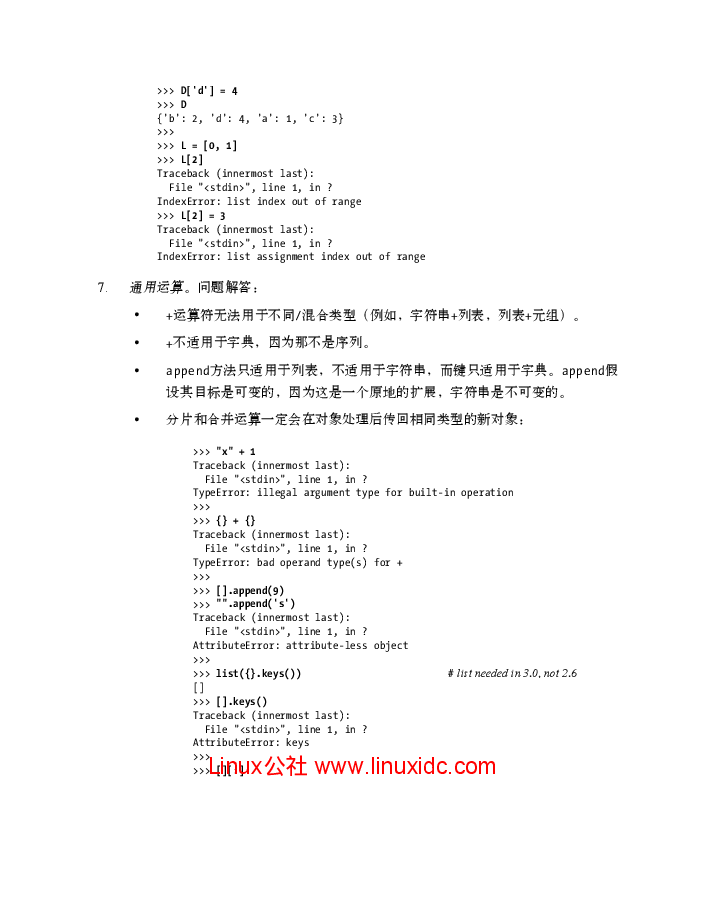 >>> D['d'] = 4
>>> D
{'b': 2, 'd': 4, 'a': 1, 'c': 3}
>>>
>>> L = [0, 1]
>>> L[2]
Traceback (innermost last):
  File "<stdin>", line 1, in ?
IndexError: list index out of range
>>> L[2] = 3
Traceback (innermost last):
  File "<stdin>", line 1, in ?
IndexError: list assignment index out of range
7. 通用运算。问题解答：
• +运算符无法用于不同/混合类型（例如，字符串+列表，列表+元组）。
• +不适用于字典，因为那不是序列。
• append方法只适用于列表，不适用于字符串，而键只适用于字典。append假
设其目标是可变的，因为这是一个原地的扩展，字符串是不可变的。
• 分片和合并运算一定会在对象处理后传回相同类型的新对象：
>>> "x" + 1
Traceback (innermost last):
  File "<stdin>", line 1, in ?
TypeError: illegal argument type for built-in operation
>>>
>>> {} + {}
Traceback (innermost last):
  File "<stdin>", line 1, in ?
TypeError: bad operand type(s) for +
>>>
>>> [].append(9)
>>> "".append('s')
Traceback (innermost last):
  File "<stdin>", line 1, in ?
AttributeError: attribute-less object
>>>
>>> list({}.keys()) # list needed in 3.0, not 2.6
[]
>>> [].keys()
Traceback (innermost last):
  File "<stdin>", line 1, in ?
AttributeError: keys
>>>
>>> [][:]
Linux公社 www.linuxidc.com